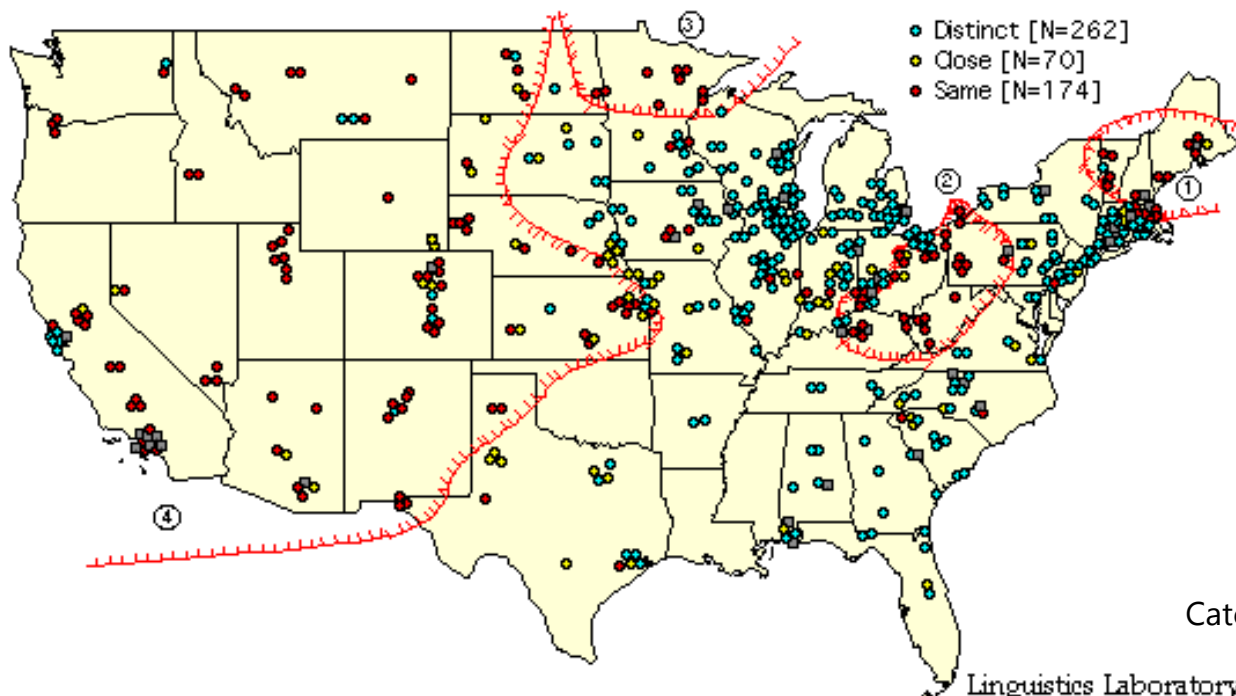 ③
Distinct [N=262]
Close [N=70]
Same [N=174]
②
①
④
Linguistics Laboratory